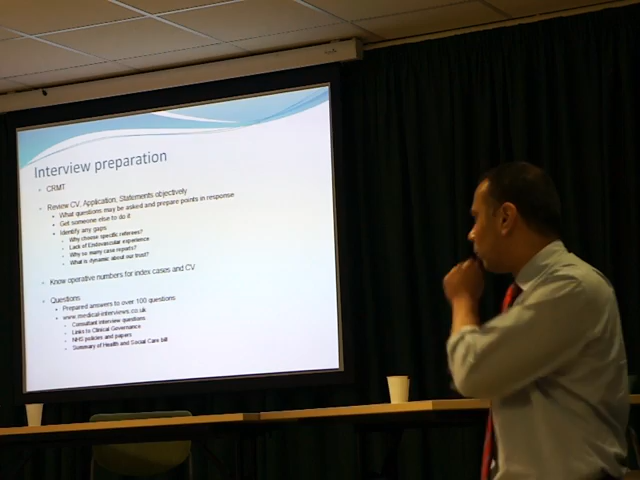 Interview preparation
CRMT
Review CV, Application, Statements objectively
What questions may be asked and prepare points in response
Get someone else to do it
Identify any gaps
Why choose specific referees?
Lack of Endovascular experience
Why so many case reports?
What is dynamic about our trust?
Know operative numbers for index cases and CV
Questions
Prepared answers to over 100 questions
www.medical-interviews.co.uk
Consultant interview questions
Links to Clinical Governance
NHS policies and papers
Summary of Health and Social Care bill